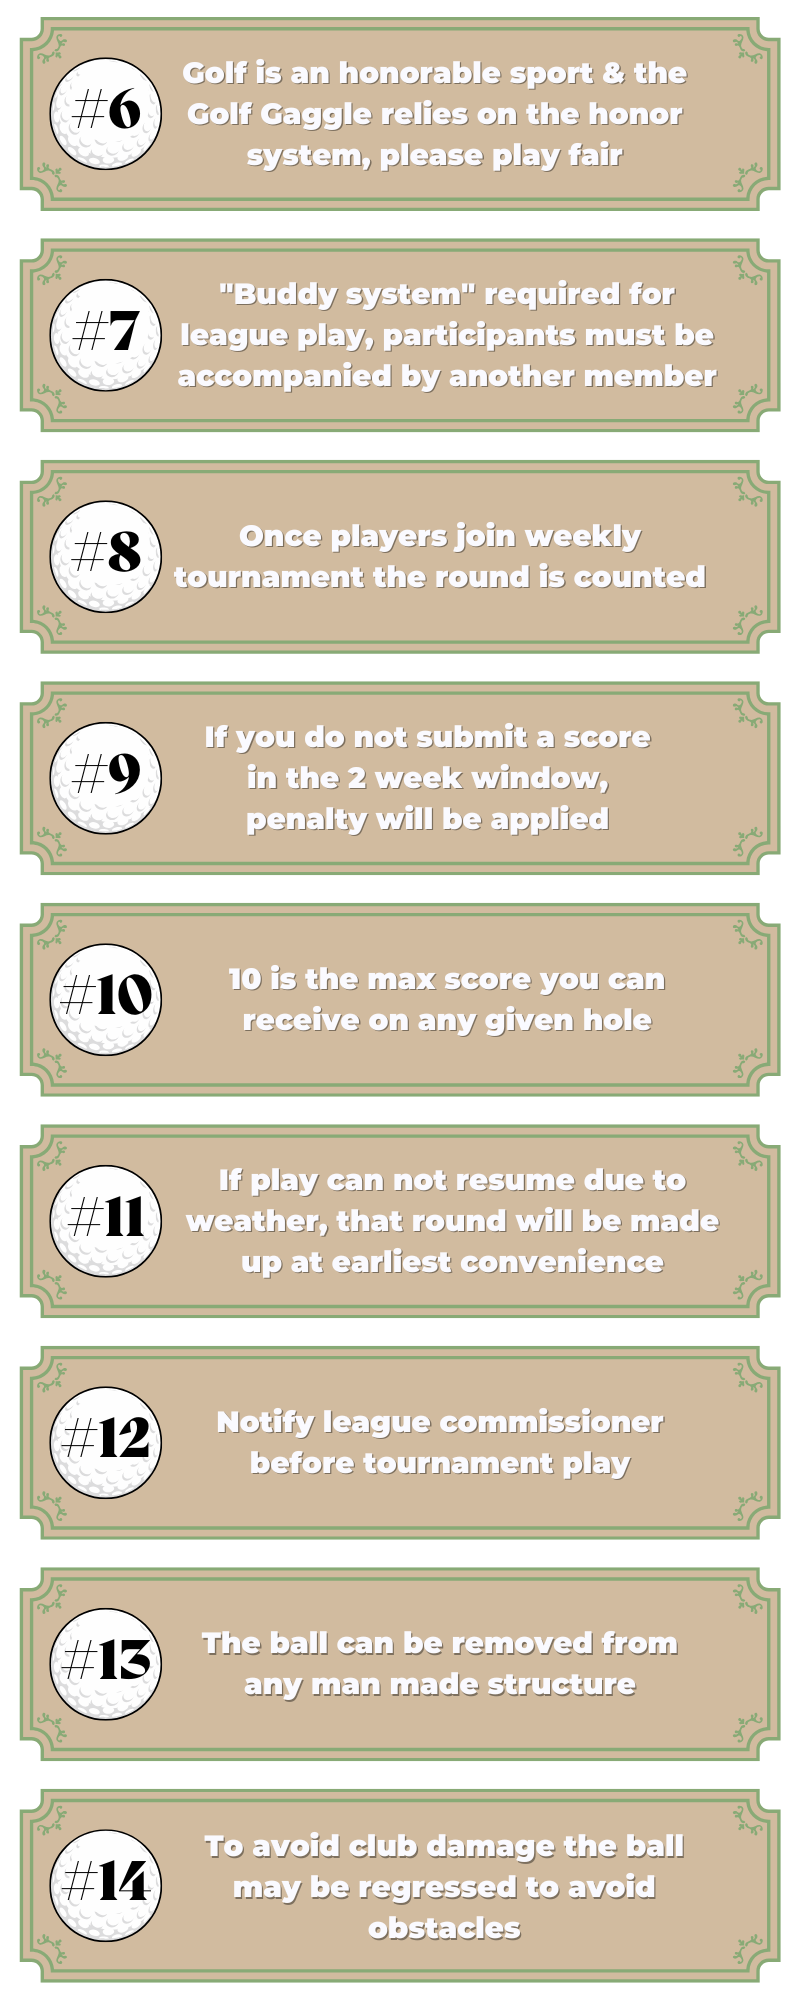 #6
Golf is an honorable sport & the
Golf Gaggle relies on the honor
system, please play fair
#7
"Buddy system" required for
league play, participants must be
accompanied by another member
#8
Once players join weekly
tournament the round is counted
#9
If you do not submit a score
in the 2 week window,
penalty will be applied
#10
10 is the max score you can
receive on any given hole
#11
If play can not resume due to
weather, that round will be made
up at earliest convenience
#12
Notify league commissioner
before tournament play
#13
The ball can be removed from
any man made structure
#14
To avoid club damage the ball
may be regressed to avoid
obstacles